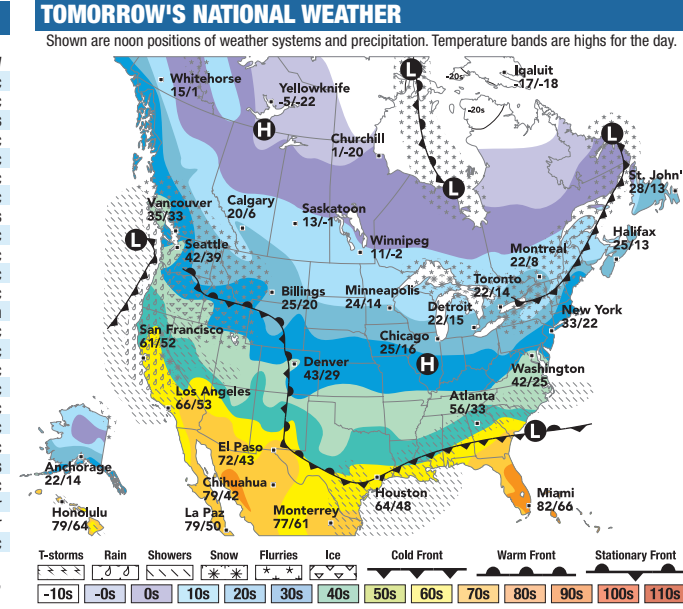 TOMORROW'S NATIONAL WEATHER
Shown are noon positions of weather systems and precipitation. Temperature bands are highs for the day.
L
-20s
Iqaluit
-17/-18
Whitehorse
15/1
Yellowknife
-5/-22
-20s
H
Churchill
1/-20
L
L
St. John'
28/13
Vancouver
35/33
Calgary
20/6
Saskatoon
13/-1
Halifax
25/13
L
Seattle
42/39
Winnipeg
11/-2
Montreal
22/8
Toronto
22/14
Billings
25/20
Minneapolis
24/14
Detroit
22/15
New York
33/22
San Francisco
61/52
Chicago
25/16
Denver
43/29
H
Washington
42/25
Los Angeles
66/53
Atlanta
56/33
L
El Paso
72/43
Anchorage
22/14
Chihuahua
79/42
Houston
64/48
Miami
82/66
Honolulu
79/64
La Paz
79/50
Monterrey
77/61
T-storms Rain Showers Snow Flurries Ice Cold Front Warm Front Stationary Front
-10s -0s 0s 10s 20s 30s 40s 50s 60s 70s 80s 90s 100s 110s